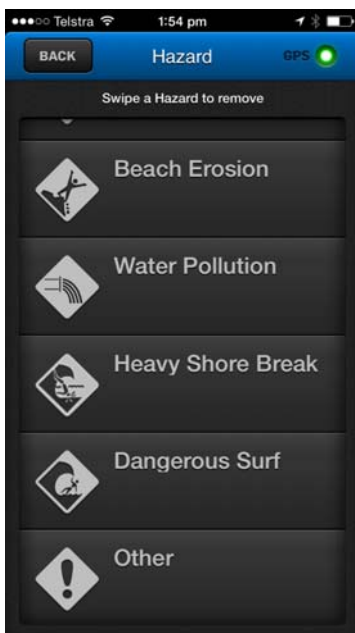 Telstra 1:54 pm
BACK Hazard GPS
Swipe a Hazard to remove
Beach Erosion
Water Pollution
Heavy Shore Break
Dangerous Surf
Other